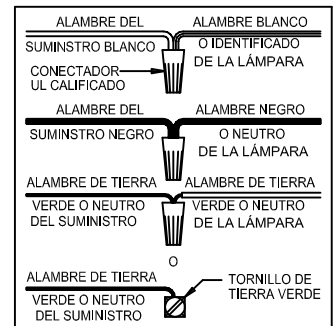 ALAMBRE DEL
SUMINSTRO BLANCO
ALAMBRE BLANCO
O IDENTIFICADO
DE LA LÁMPARA
CONECTADOR
UL CALIFICADO
ALAMBRE DEL
SUMINSTRO NEGRO
ALAMBRE NEGRO
O NEUTRO
DE LA LÁMPARA
ALAMBRE DE TIERRA
VERDE O NEUTRO
DEL SUMINISTRO
ALAMBRE DE TIERRA
VERDE O NEUTRO
DE LA LÁMPARA
O
ALAMBRE DE TIERRA
VERDE O NEUTRO
DEL SUMINISTRO
TORNILLO DE
TIERRA VERDE